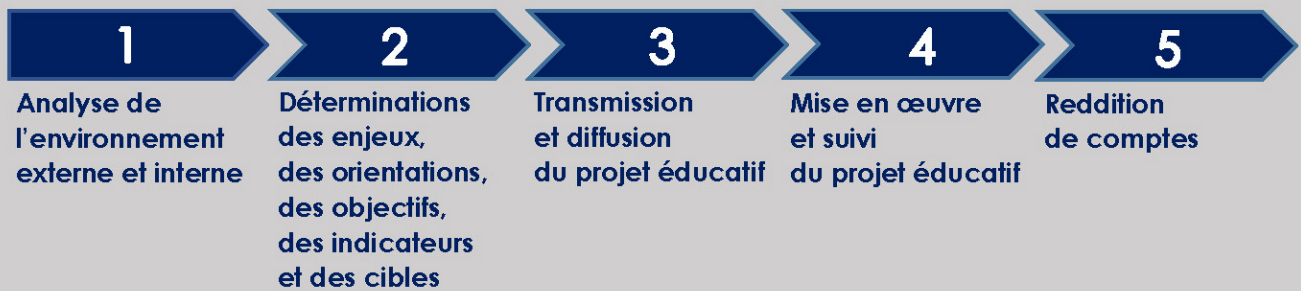 1
Analyse de
l'environnement
externe et interne
2
Déterminations
des enjeux,
des orientations,
des objectifs,
des indicateurs
et des cibles
3
Transmission
et diffusion
du projet éducatif
4
Mise en œuvre
et suivi
du projet éducatif
5
Reddition
de comptes